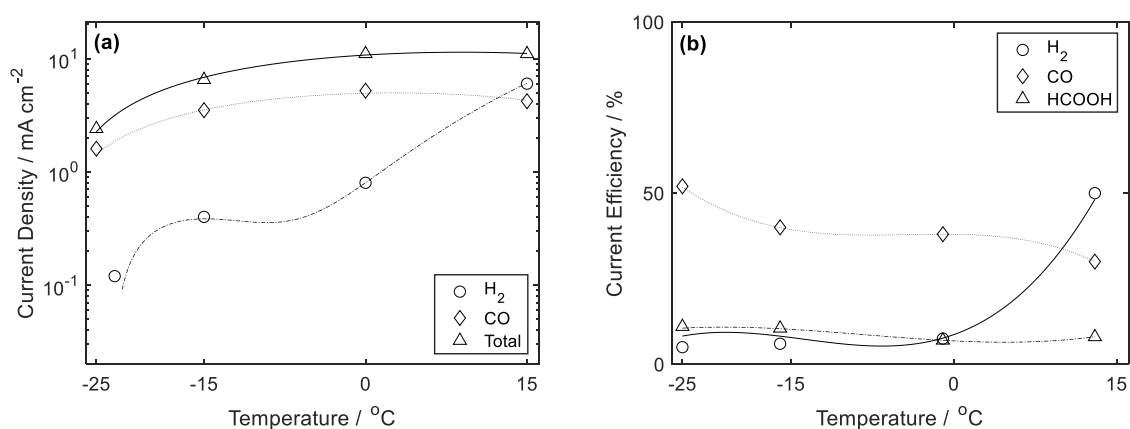 (a)
Current Density / mA cm⁻²
10¹
10⁰
10⁻¹
-25 -15 0 15
Temperature / °C
H₂
CO
Total
(b)
Current Efficiency / %
100
50
0
-25 -15 0 15
Temperature / °C
H₂
CO
HCOOH